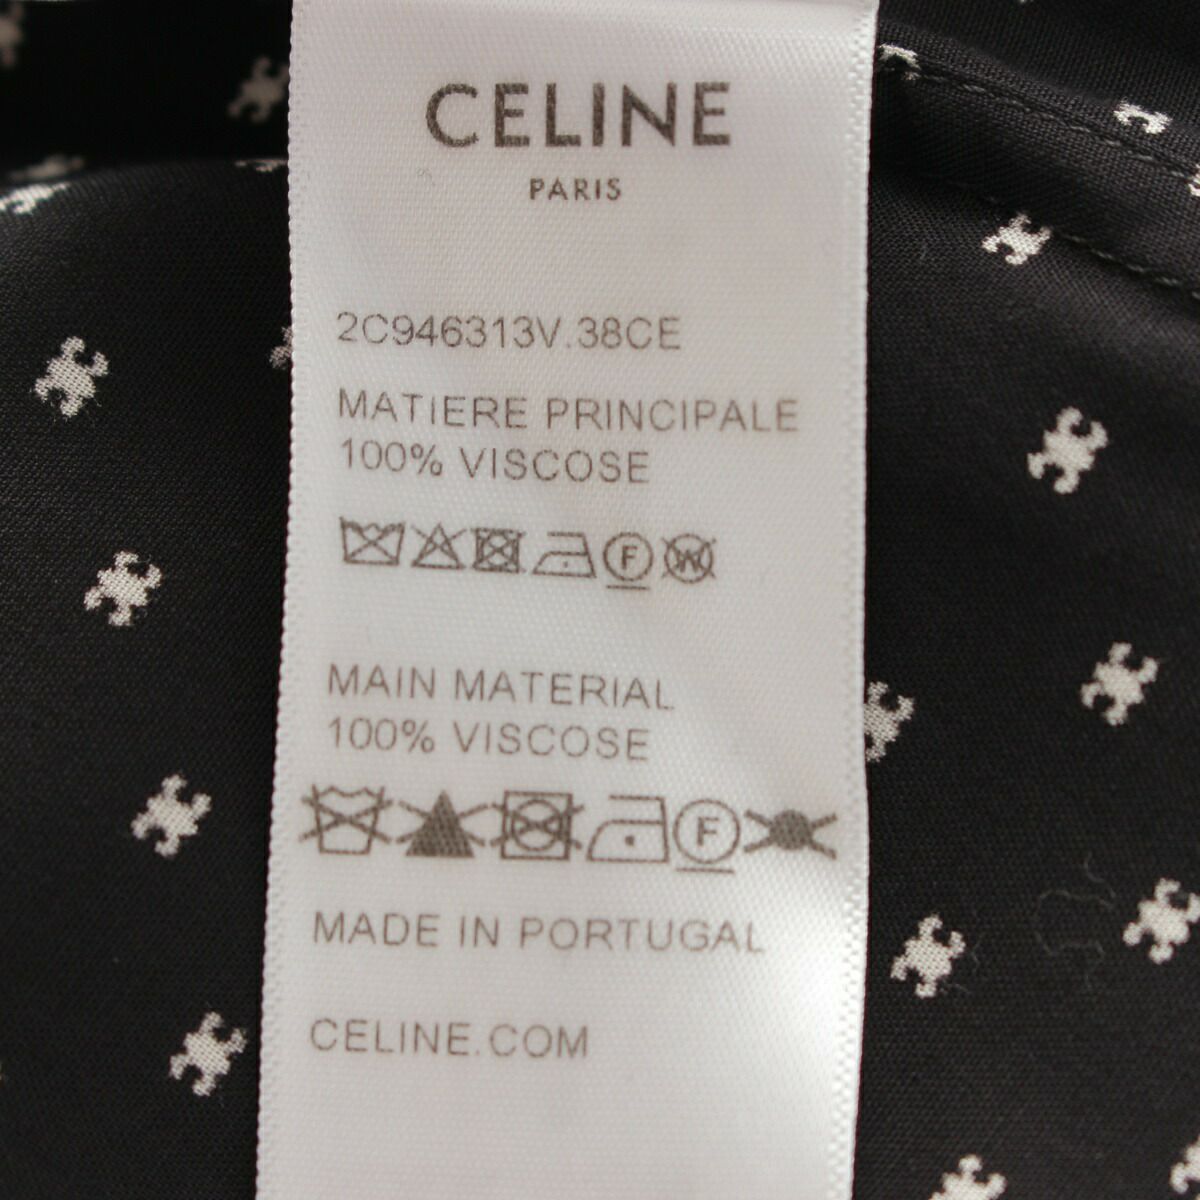 CELINE
PARIS
2C946313V.38CE
MATIERE PRINCIPALE
100% VISCOSE
F W
MAIN MATERIAL
100% VISCOSE
F
MADE IN PORTUGAL
CELINE.COM